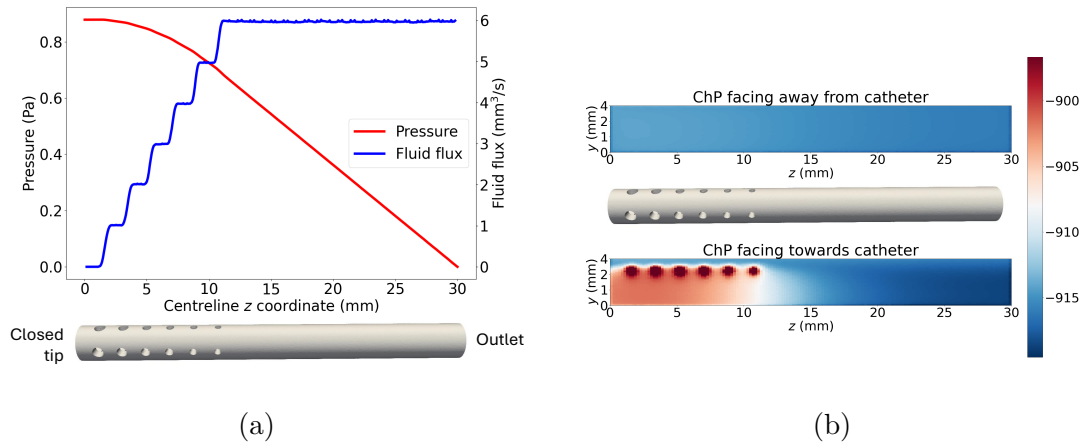 0.8
0.6
0.4
0.2
0.0
Pressure (Pa)
6
5
4
3
2
1
0
Fluid flux (mm³/s)
Pressure
Fluid flux
0 5 10 15 20 25 30
Centreline z coordinate (mm)
Closed
tip
Outlet
(a)
ChP facing away from catheter
4
2
1
0
y (mm)
0 5 10 15 20 25 30
z (mm)
ChP facing towards catheter
4
2
1
0
y (mm)
0 5 10 15 20 25 30
z (mm)
−900
−905
−910
−915
(b)